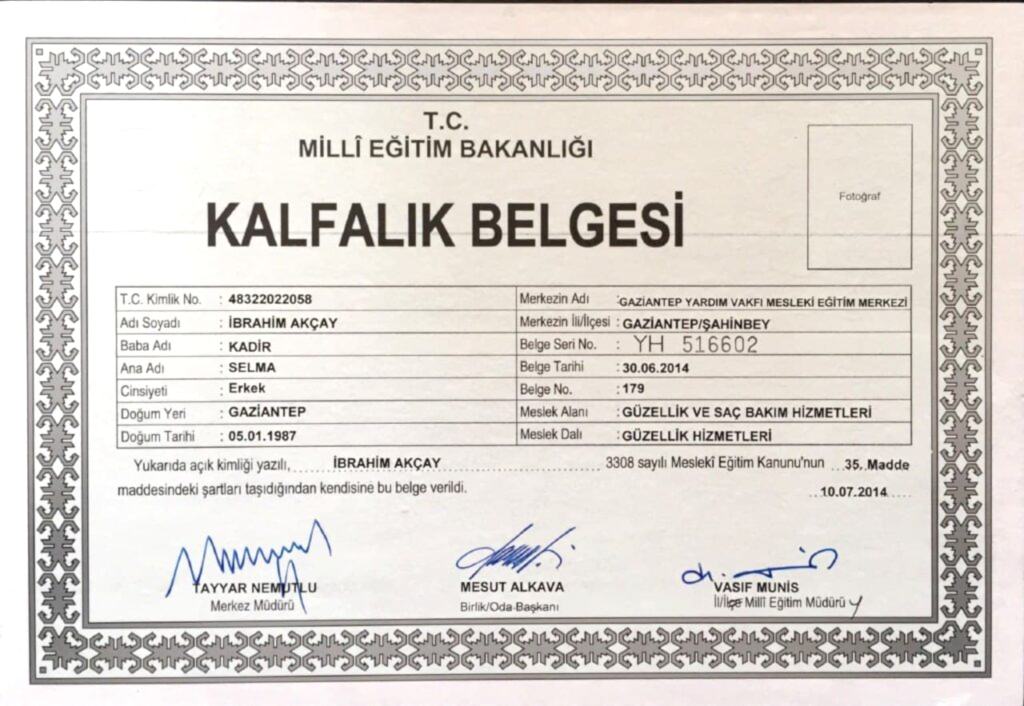 T.C.
MİLLÎ EĞİTİM BAKANLIĞI
Fotoğraf
KALFALIK BELGESİ
T.C. Kimlik No. : 48322022058
Adı Soyadı : İBRAHİM AKÇAY
Baba Adı : KADİR
Ana Adı : SELMA
Cinsiyeti : Erkek
Doğum Yeri : GAZİANTEP
Doğum Tarihi : 05.01.1987
Merkezin Adı : GAZİANTEP YARDIM VAKFI MESLEKİ EĞİTİM MERKEZİ
Merkezin İli/İlçesi : GAZİANTEP/ŞAHİNBEY
Belge Seri No. : YH 516602
Belge Tarihi : 30.06.2014
Belge No. : 179
Meslek Alanı : GÜZELLİK VE SAÇ BAKIM HİZMETLERİ
Meslek Dalı : GÜZELLİK HİZMETLERİ
Yukarıda açık kimliği yazılı, İBRAHİM AKÇAY 3308 sayılı Meslekî Eğitim Kanunu'nun 35. Madde
maddesindeki şartları taşıdığından kendisine bu belge verildi.
10.07.2014
TAYYAR NEMUTLU
Merkez Müdürü
MESUT ALKAVA
Birlik/Oda Başkanı
VASIF MUNİS
İl/İlçe Millî Eğitim Müdürü